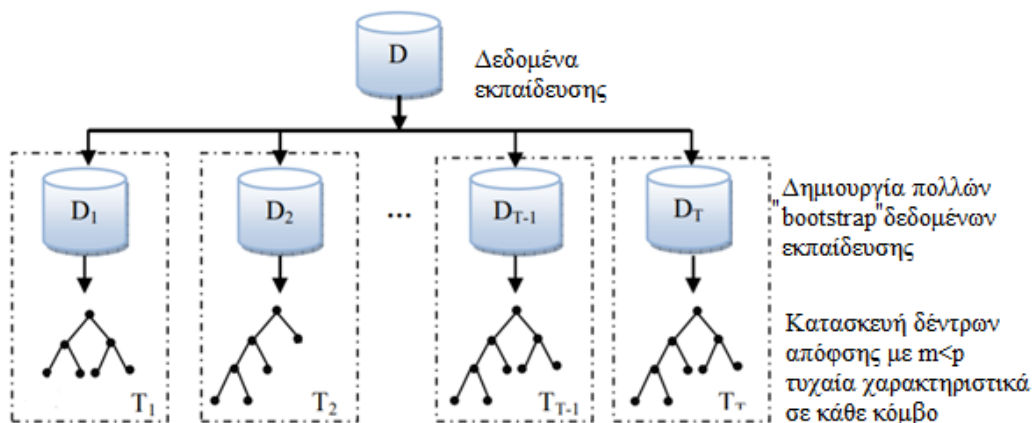 D
Δεδομένα
εκπαίδευσης
D1
D2
...
DT-1
DT
Δημιουργία πολλών
"bootstrap"δεδομένων
εκπαίδευσης
T1
T2
TT-1
TT
Κατασκευή δέντρων
απόφσης με m<p
τυχαία χαρακτηριστικά
σε κάθε κόμβο